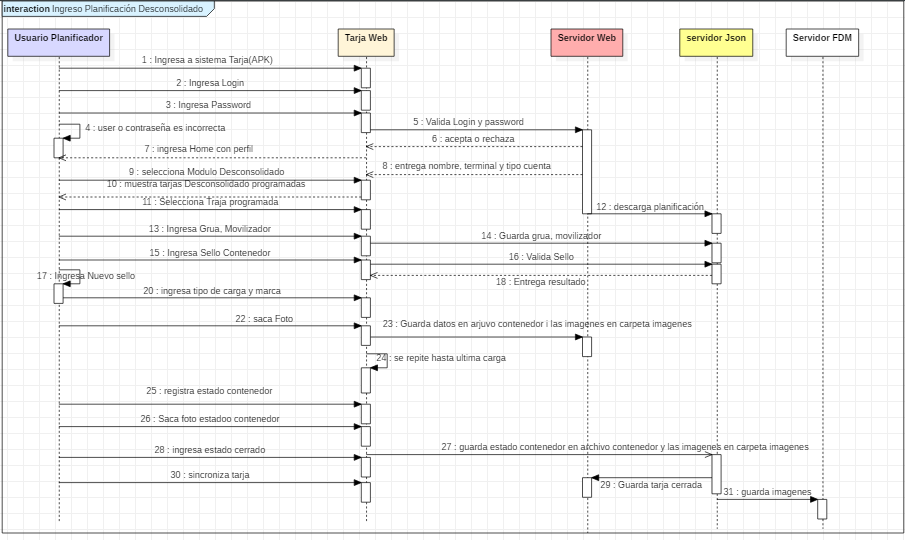 interaction Ingreso Planificación Desconsolidado
Usuario Planificador
Tarja Web
Servidor Web
servidor Json
Servidor FDM
1 : Ingresa a sistema Tarja(APK)
2 : Ingresa Login
3 : Ingresa Password
4 : user o contraseña es incorrecta
5 : Valida Login y password
6 : acepta o rechaza
7 : ingresa Home con perfil
8 : entrega nombre, terminal y tipo cuenta
9 : selecciona Modulo Desconsolidado
10 : muestra tarjas Desconsolidado programadas
11 : Selecciona Traja programada
12 : descarga planificación
13 : Ingresa Grua, Movilizador
14 : Guarda grua, movilizador
15 : Ingresa Sello Contenedor
16 : Valida Sello
17 : Ingresa Nuevo sello
18 : Entrega resultado
20 : ingresa tipo de carga y marca
22 : saca Foto
23 : Guarda datos en arjuvo contenedor i las imagenes en carpeta imagenes
24 : se repite hasta ultima carga
25 : registra estado contenedor
26 : Saca foto estadoo contenedor
27 : guarda estado contenedor en archivo contenedor y las imagenes en carpeta imagenes
28 : ingresa estado cerrado
29 : Guarda tarja cerrada
30 : sincroniza tarja
31 : guarda imagenes